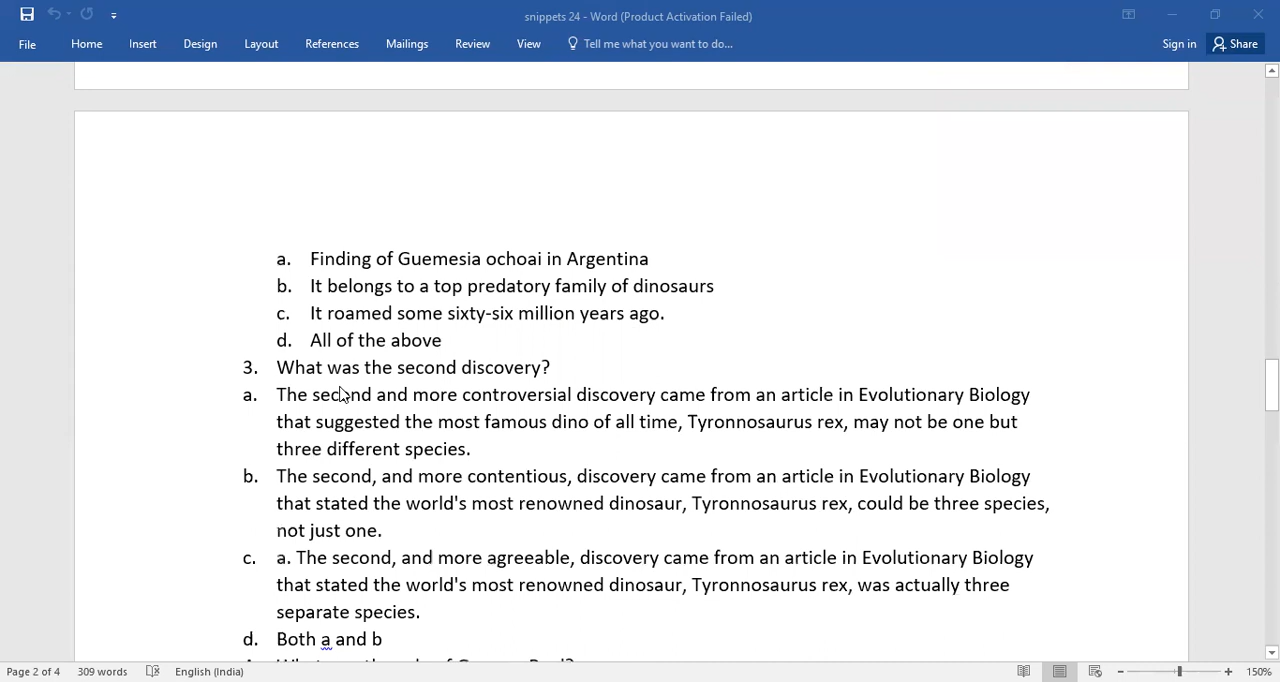 snippets 24 - Word (Product Activation Failed)
File Home Insert Design Layout References Mailings Review View Tell me what you want to do... Sign in Share
a. Finding of Guemesia ochoai in Argentina
b. It belongs to a top predatory family of dinosaurs
c. It roamed some sixty-six million years ago.
d. All of the above
3. What was the second discovery?
a. The second and more controversial discovery came from an article in Evolutionary Biology
that suggested the most famous dino of all time, Tyronnosaurus rex, may not be one but
three different species.
b. The second, and more contentious, discovery came from an article in Evolutionary Biology
that stated the world's most renowned dinosaur, Tyronnosaurus rex, could be three species,
not just one.
c. a. The second, and more agreeable, discovery came from an article in Evolutionary Biology
that stated the world's most renowned dinosaur, Tyronnosaurus rex, was actually three
separate species.
d. Both a and b
Page 2 of 4 309 words English (India) 150%